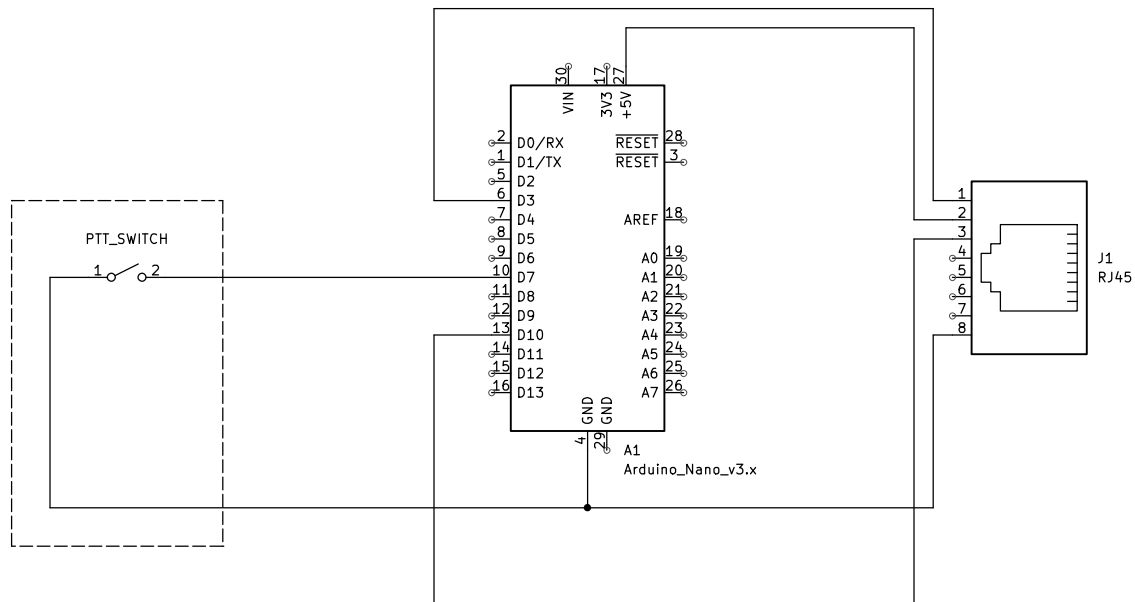 30
VIN
17
3V3
27
+5V
2 D0/RX
RESET 28
1 D1/TX
RESET 3
5 D2
6 D3
1
7 D4
AREF 18
2
8 D5
3
PTT_SWITCH
9 D6
A0 19
4
J1
1 2
10 D7
A1 20
5
RJ45
11 D8
A2 21
6
12 D9
A3 22
7
13 D10
A4 23
8
14 D11
A5 24
15 D12
A6 25
16 D13
A7 26
GND
GND
4
29
A1
Arduino_Nano_v3.x